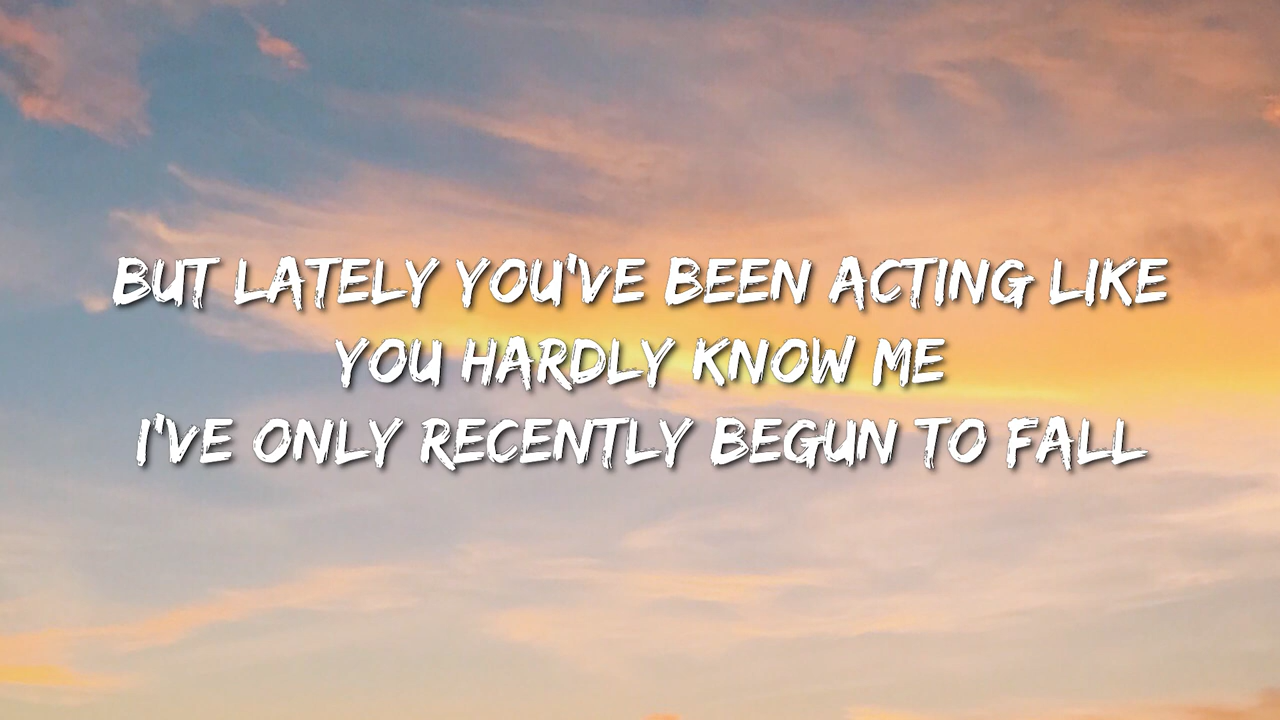 BUT LATELY YOU'VE BEEN ACTING LIKE
YOU HARDLY KNOW ME
I'VE ONLY RECENTLY BEGUN TO FALL